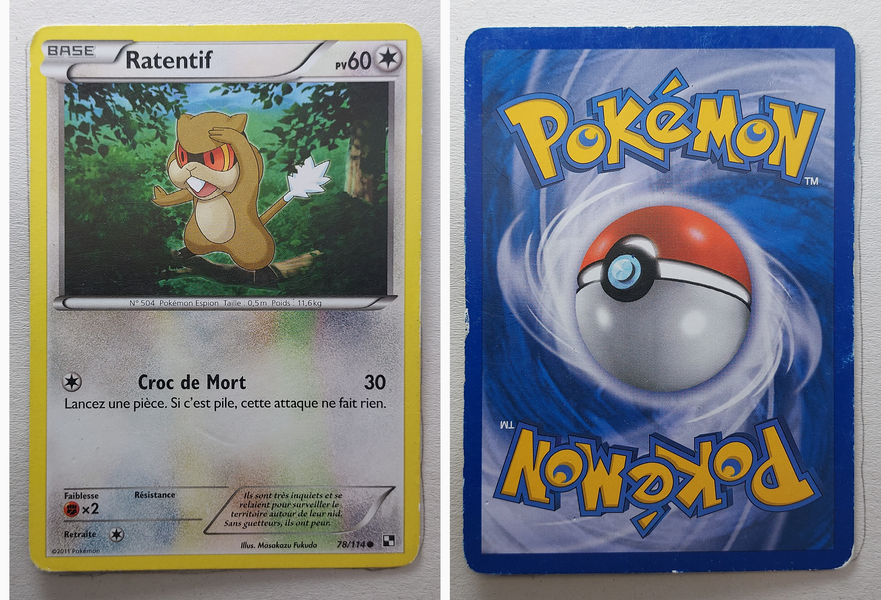 BASE
Ratentif
PV60
N° 504 Pokémon Espion Taille : 0,5m Poids : 11,6kg
Croc de Mort 30
Lancez une pièce. Si c'est pile, cette attaque ne fait rien.
Faiblesse Résistance
×2
Retraite
Ils sont très inquiets et se
relaient pour surveiller le
territoire autour de leur nid.
Sans guetteurs, ils ont peur.
©2011 Pokémon
Illus. Masakazu Fukuda
78/114
POKéMON
TM
TM
POKéMON